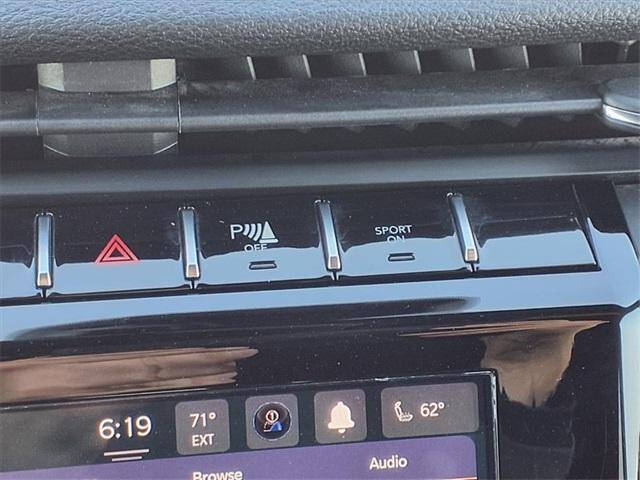 P
OFF
SPORT
ON
6:19
71°
EXT
62°
Browse
Audio